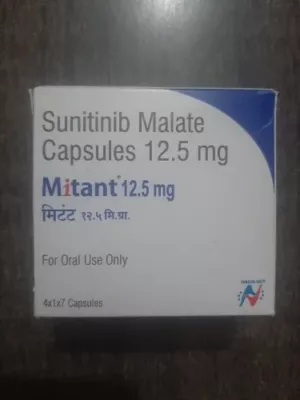 Sunitinib Malate
Capsules 12.5 mg
Mitant® 12.5 mg
मिटंट १२.५ मि.ग्रा.
For Oral Use Only
4x1x7 Capsules